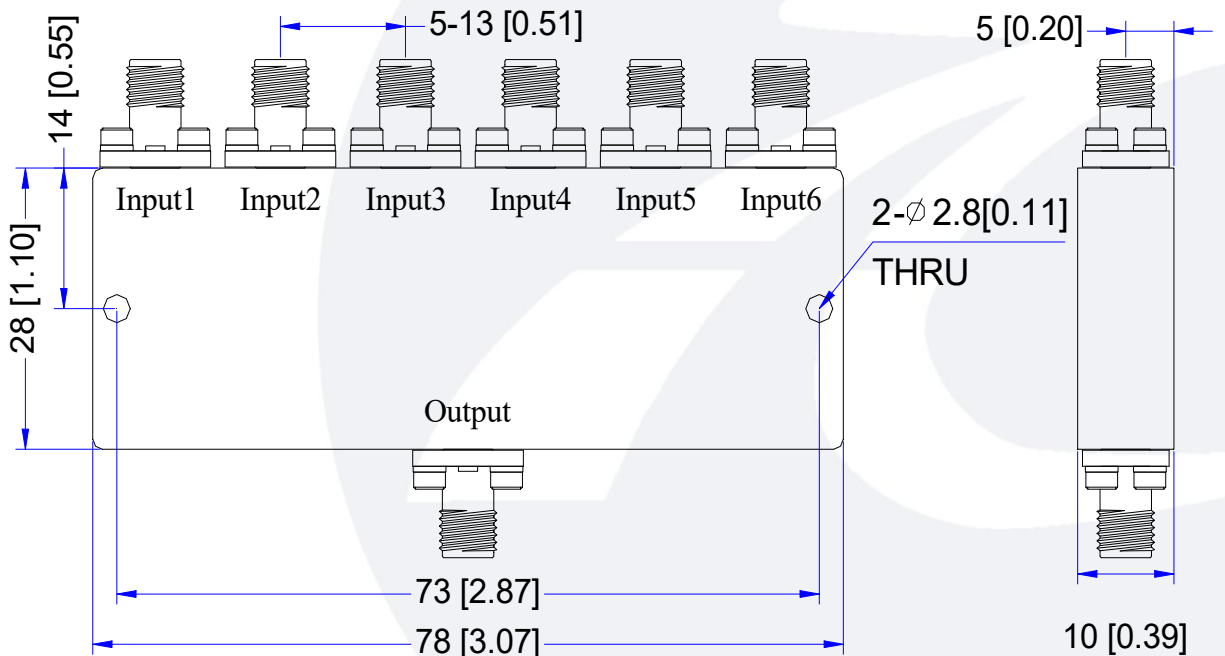 5-13 [0.51]
5 [0.20]
14 [0.55]
Input1 Input2 Input3 Input4 Input5 Input6
2-∅ 2.8[0.11]
THRU
28 [1.10]
Output
73 [2.87]
78 [3.07]
10 [0.39]